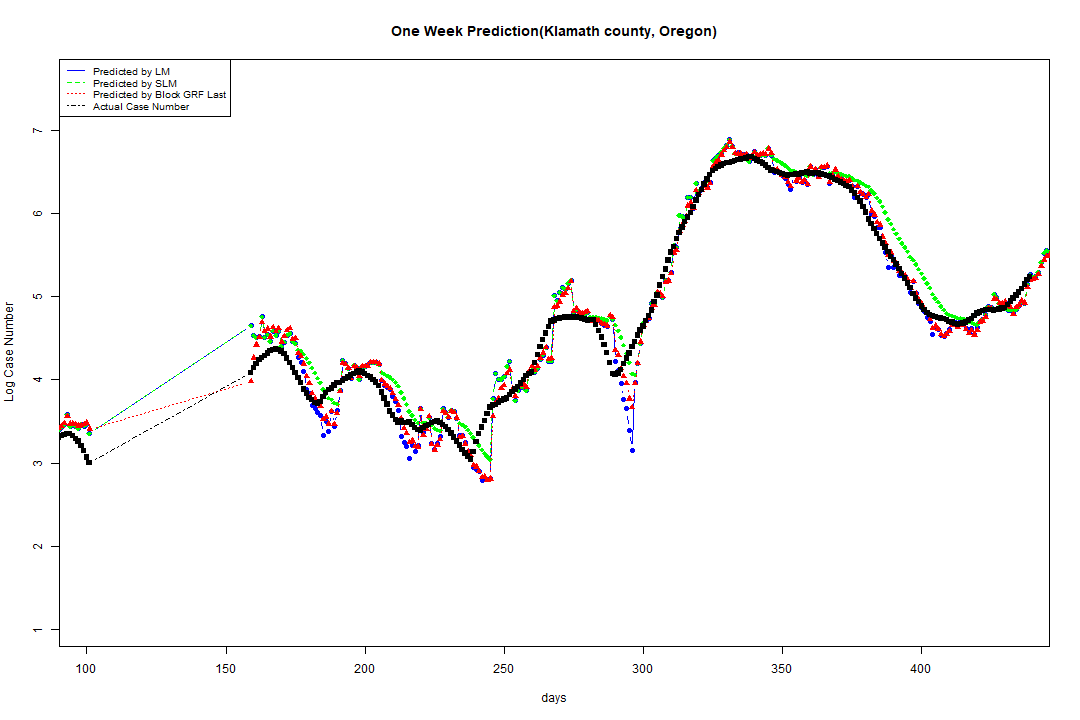 One Week Prediction(Klamath county, Oregon)
Predicted by LM
Predicted by SLM
Predicted by Block GRF Last
Actual Case Number
7
6
5
4
3
2
1
Log Case Number
100 150 200 250 300 350 400
days